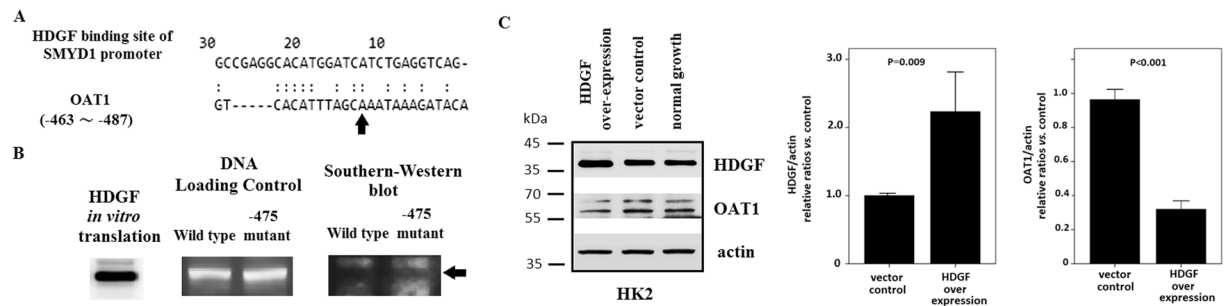 A
HDGF binding site of
SMYD1 promoter
30 20 10
GCCGAGGCACATGGATCATCTGAGGTCAG-
: ::::: :: : : : : :
OAT1
(-463 ～ -487)
GT-----CACATTTAGCAAATAAAGATACA
B
HDGF
in vitro
translation
DNA
Loading Control
Wild type
-475
mutant
Southern-Western
blot
Wild type
-475
mutant
C
HDGF
over-expression
vector control
normal growth
kDa
45
35
70
55
35
HDGF
OAT1
actin
HK2
HDGF/actin
relative ratios vs. control
P=0.009
3.0
2.0
1.0
0
vector
control
HDGF
over
expression
OAT1/actin
relative ratios vs. control
P<0.001
1.0
0.8
0.6
0.4
0.2
0
vector
control
HDGF
over
expression